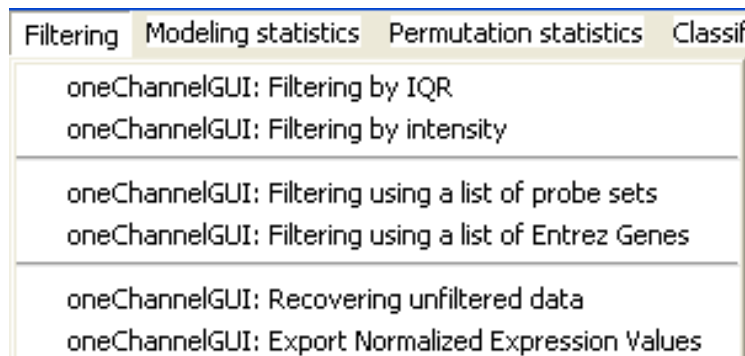 Filtering Modeling statistics Permutation statistics Classif
oneChannelGUI: Filtering by IQR
oneChannelGUI: Filtering by intensity
oneChannelGUI: Filtering using a list of probe sets
oneChannelGUI: Filtering using a list of Entrez Genes
oneChannelGUI: Recovering unfiltered data
oneChannelGUI: Export Normalized Expression Values